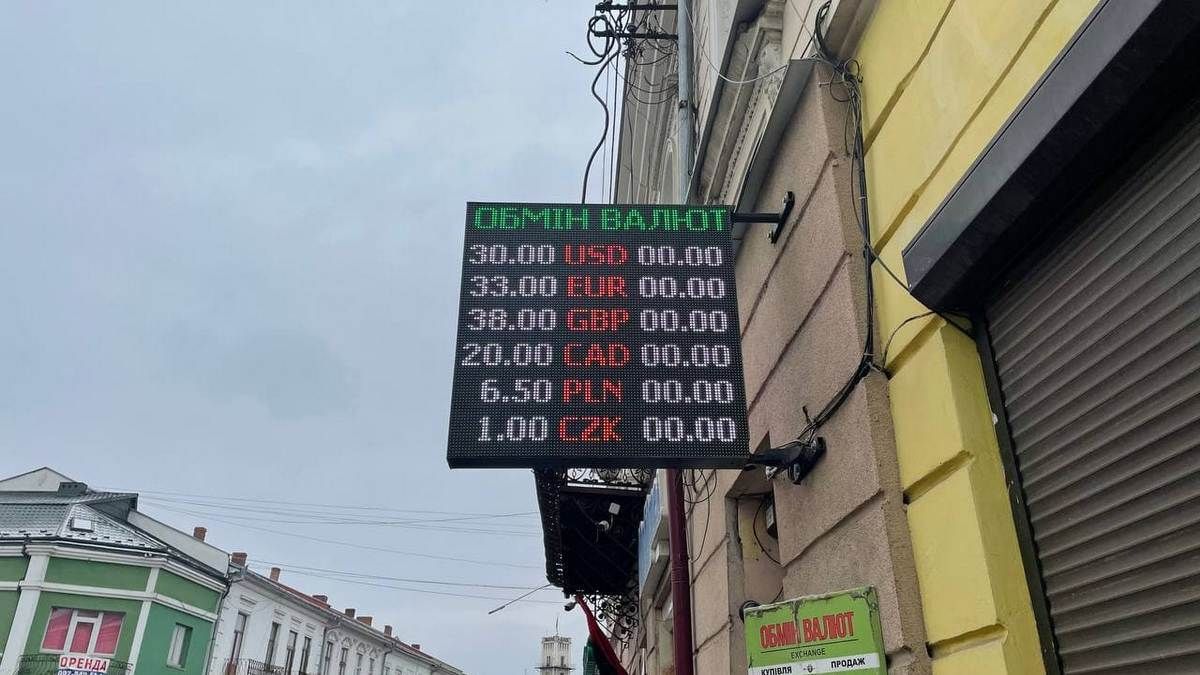 ОБМІН ВАЛЮТ
30.00 USD 00.00
33.00 EUR 00.00
38.00 GBP 00.00
20.00 CAD 00.00
6.50 PLN 00.00
1.00 CZK 00.00
ОБМІН ВАЛЮТ
EXCHANGE
КУПІВЛЯ ПРОДАЖ
ОРЕНДА